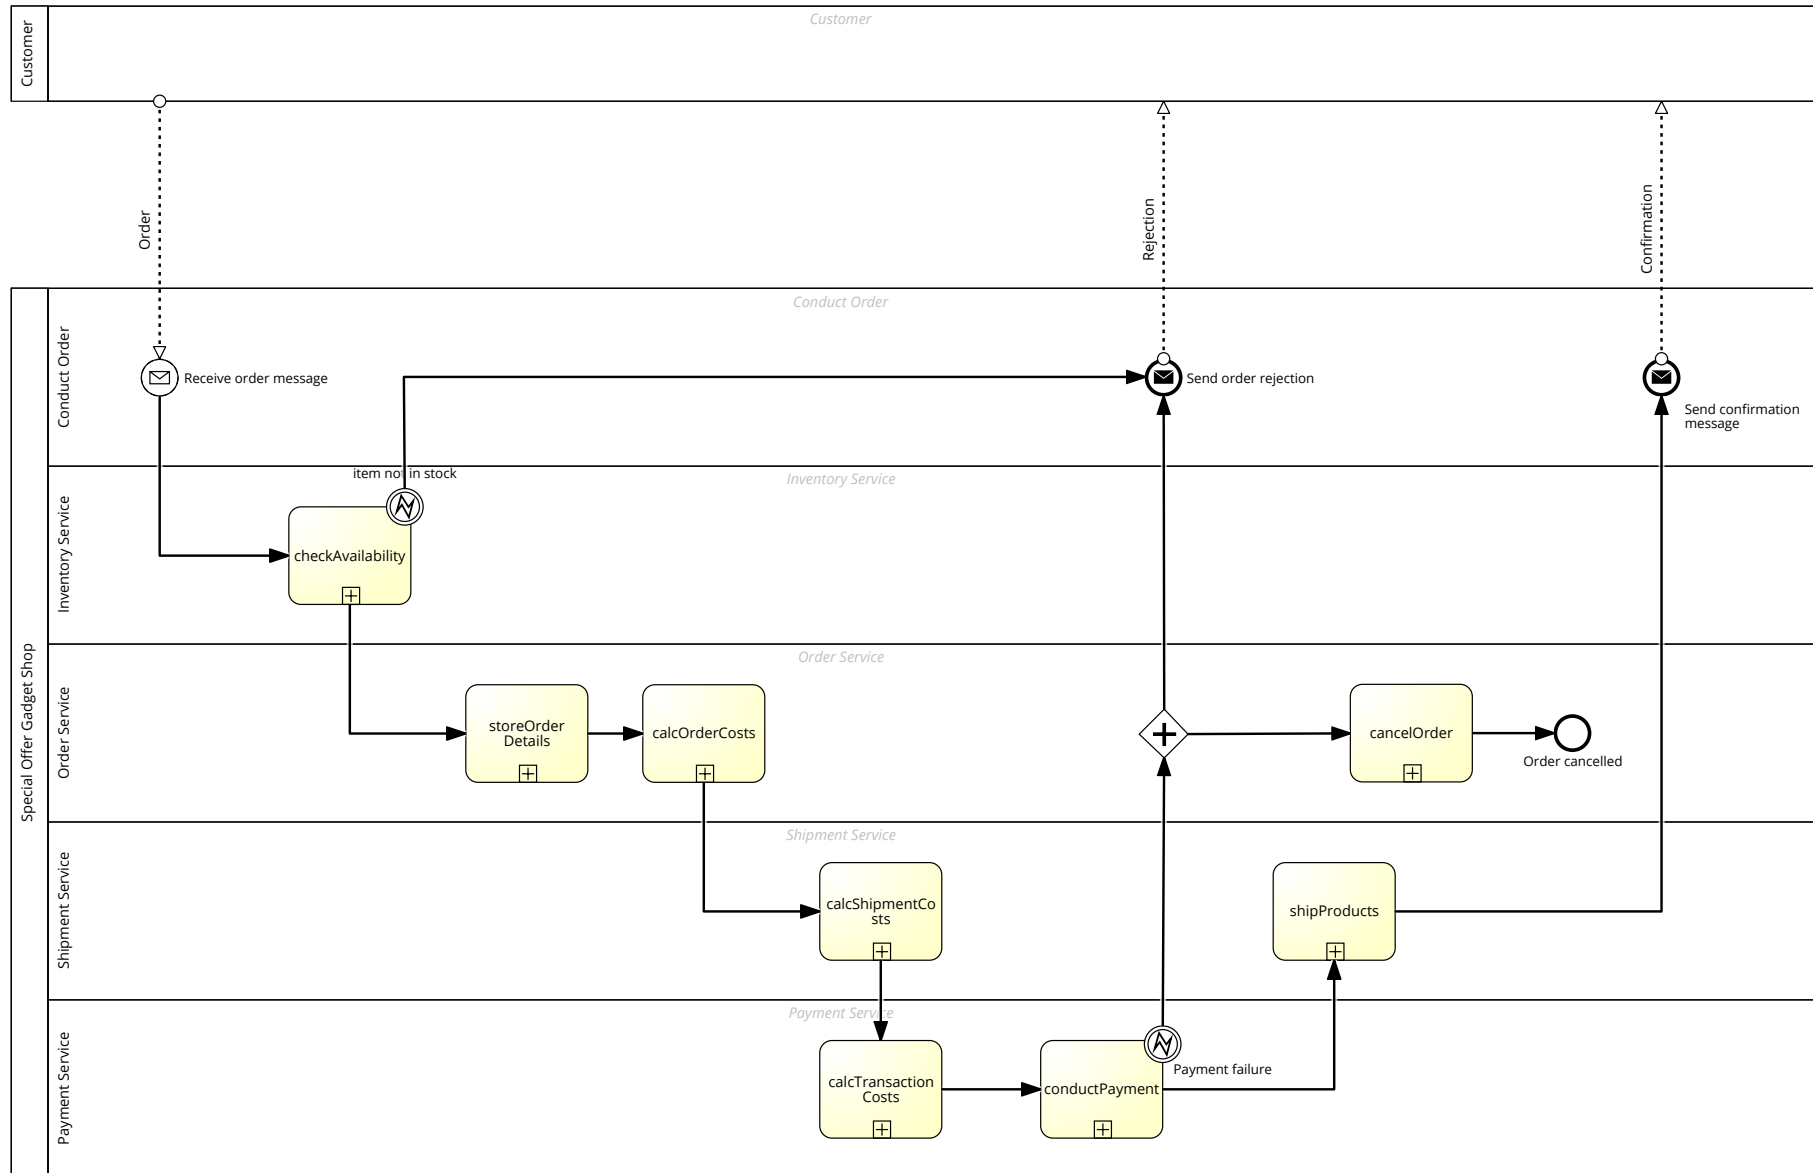 Customer
Customer
Order
Rejection
Confirmation
Special Offer Gadget Shop
Conduct Order
Conduct Order
Receive order message
Send order rejection
Send confirmation
message
Inventory Service
Inventory Service
item not in stock
checkAvailability
Order Service
Order Service
storeOrder
Details
calcOrderCosts
cancelOrder
Order cancelled
Shipment Service
Shipment Service
calcShipmentCo
sts
shipProducts
Payment Service
Payment Service
calcTransaction
Costs
conductPayment
Payment failure